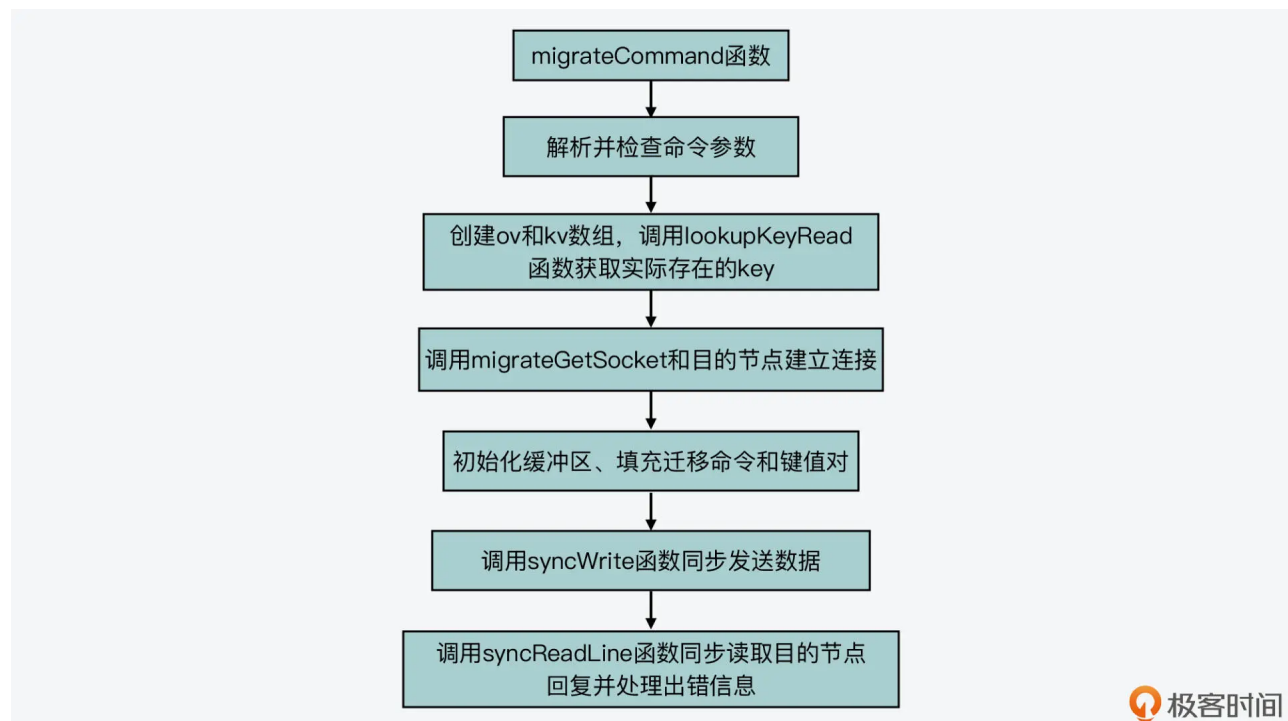 migrateCommand函数
解析并检查命令参数
创建ov和kv数组，调用lookupKeyRead
函数获取实际存在的key
调用migrateGetSocket和目的节点建立连接
初始化缓冲区、填充迁移命令和键值对
调用syncWrite函数同步发送数据
调用syncReadLine函数同步读取目的节点
回复并处理出错信息
极客时间